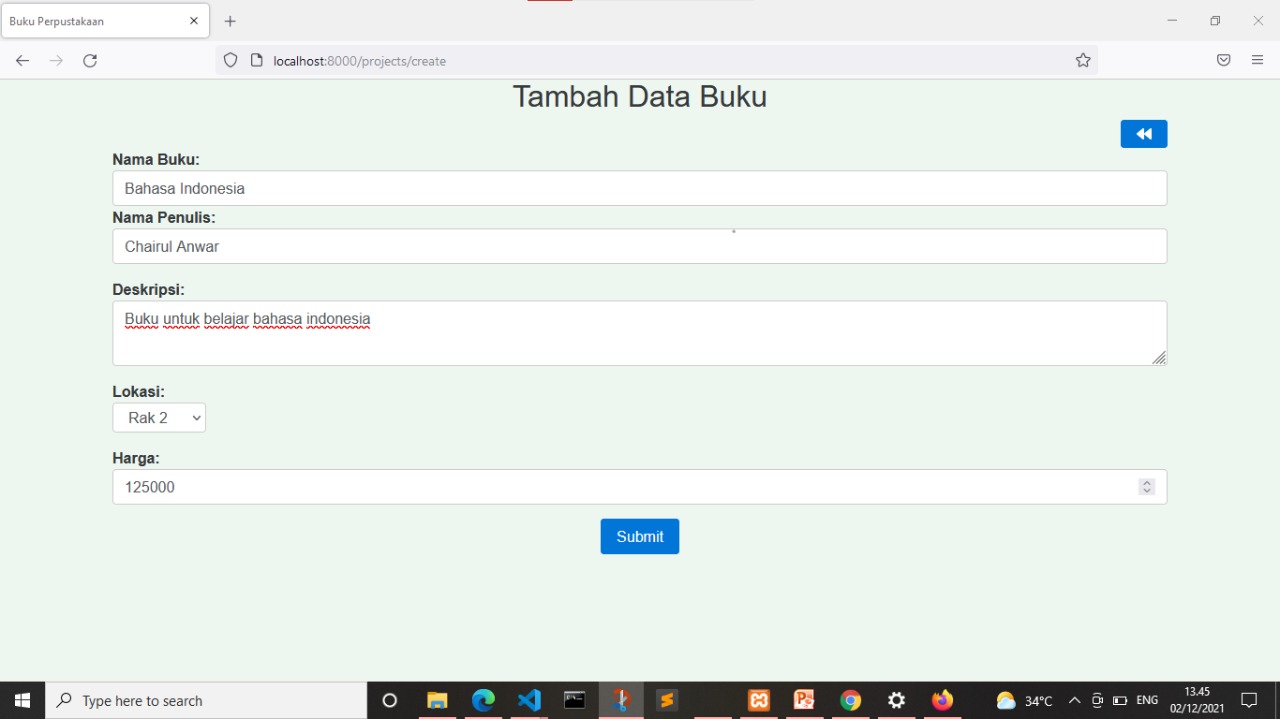 Buku Perpustakaan
localhost:8000/projects/create
Tambah Data Buku
Nama Buku:
Bahasa Indonesia
Nama Penulis:
Chairul Anwar
Deskripsi:
Buku untuk belajar bahasa indonesia
Lokasi:
Rak 2
Harga:
125000
Submit
Type here to search
34°C
ENG
13.45
02/12/2021